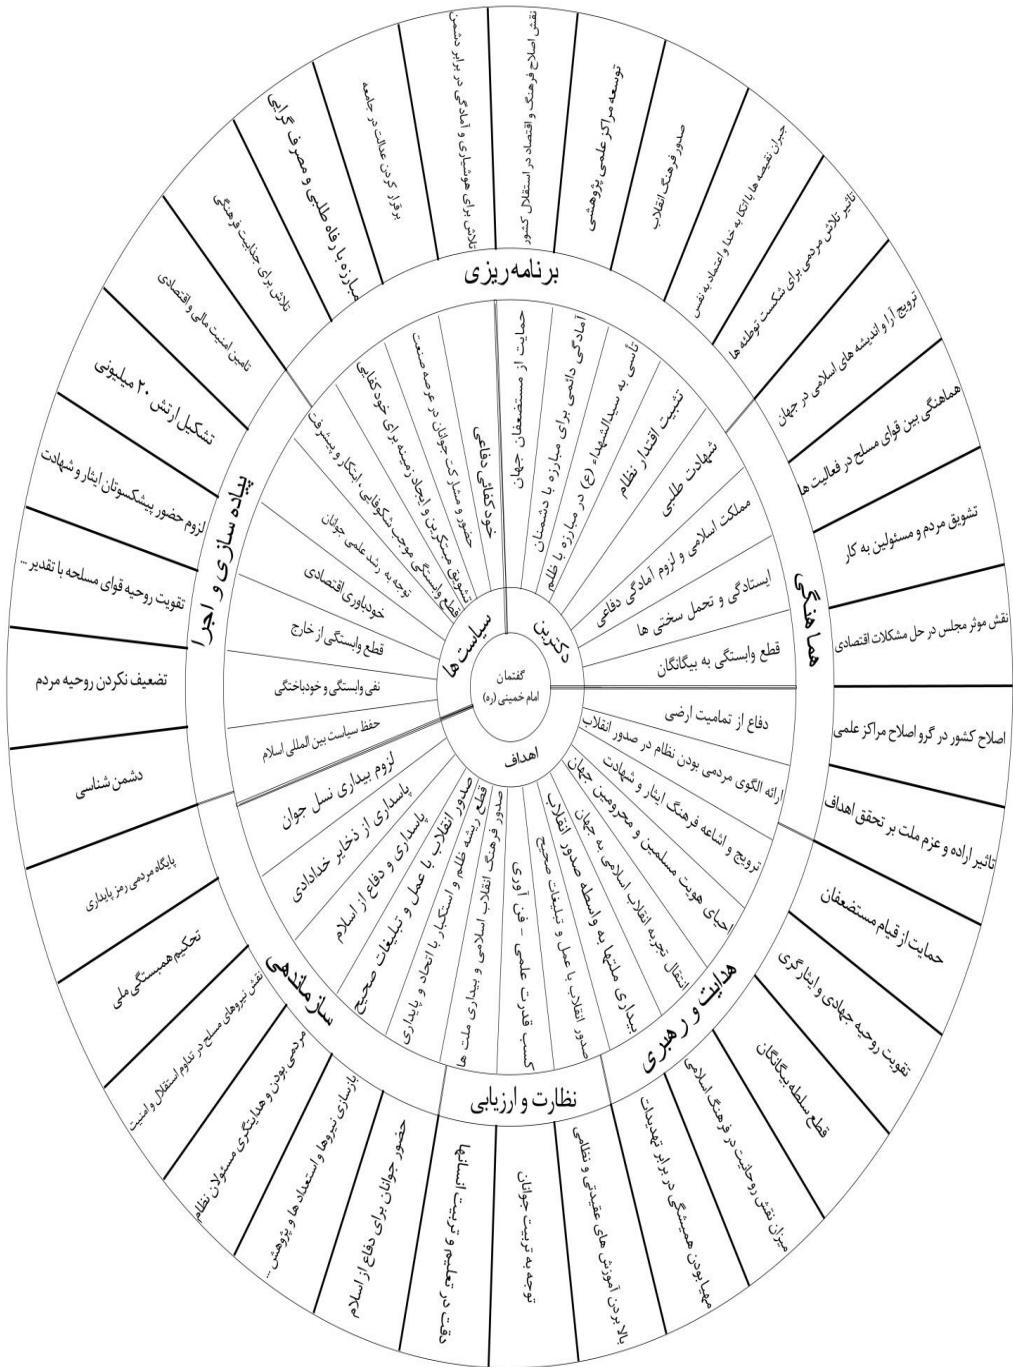 گفتمان
امام خمینی (ره)
دکترین
اهداف
سیاست ها
حمایت از مستضعفان جهان
آمادگی دائمی برای مبارزه با دشمنان
تأسی به سیدالشهداء (ع) در مبارزه با ظلم
تثبیت اقتدار نظام
شهادت طلبی
مملکت اسلامی و لزوم آمادگی دفاعی
ایستادگی و تحمل سختی ها
قطع وابستگی به بیگانگان
دفاع از تمامیت ارضی
ارائه الگوی مردمی بودن نظام در صدور انقلاب
ترویج و اشاعه فرهنگ ایثار و شهادت
احیای هویت مسلمین و محرومین جهان
انتقال تجربه انقلاب اسلامی به جهان
بیداری ملتها به واسطه صدور انقلاب
صدور انقلاب با عمل و تبلیغات صحیح
کسب قدرت علمی - فن آوری
صدور فرهنگ انقلاب اسلامی و بیداری ملت ها
قطع ریشه ظلم و استکبار با اتحاد و پایداری
صدور انقلاب با عمل و تبلیغات صحیح
پاسداری و دفاع از اسلام
پاسداری از ذخایر خدادادی
لزوم بیداری نسل جوان
حفظ سیاست بین المللی اسلام
نفی وابستگی و خودباختگی
قطع وابستگی از خارج
خودباوری اقتصادی
توجه به رشد علمی جوانان
قطع وابستگی موجب شکوفایی، ابتکار و پیشرفت
تشویق مبتکرین و ایجاد زمینه برای خودکفایی
حضور و مشارکت جوانان در عرصه صنعت
خودکفائی دفاعی
برنامه ریزی
هماهنگی
هدایت و رهبری
نظارت و ارزیابی
سازماندهی
پیاده سازی و اجرا
نقش اصلاح فرهنگ و اقتصاد در استقلال کشور
توسعه مراکز علمی پژوهشی
صدور فرهنگ انقلاب
جبران نقیصه ها با اتکا به خدا و اعتماد به نفس
تاثیر تلاش مردمی برای شکست توطئه ها
ترویج آرا و اندیشه های اسلامی در جهان
هماهنگی بین قوای مسلح در فعالیت ها
تشویق مردم و مسئولین به کار
نقش موثر مجلس در حل مشکلات اقتصادی
اصلاح کشور در گرو اصلاح مراکز علمی
تاثیر اراده و عزم ملت بر تحقق اهداف
حمایت از قیام مستضعفان
تقویت روحیه جهادی و ایثارگری
قطع سلطه بیگانگان
میزان نقش روحانیت در فرهنگ اسلامی
مهیا بودن همیشگی در برابر تهدیدات
بالا بردن آموزش های عقیدتی و نظامی
توجه به تربیت جوانان
دقت در تعلیم و تربیت انسانها
حضور جوانان برای دفاع از اسلام
بازسازی نیروها و استعداد ها و پژوهش ...
مردمی بودن و هدایتگری مسئولان نظام
نقش نیروهای مسلح در تداوم استقلال و امنیت
تحکیم همبستگی ملی
پایگاه مردمی رمز پایداری
دشمن شناسی
تضعیف نکردن روحیه مردم
تقویت روحیه قوای مسلحه با تقدیر ...
لزوم حضور پیشکسوتان ایثار و شهادت
تشکیل ارتش ۲۰ میلیونی
تامین امنیت مالی و اقتصادی
تلاش برای جذابیت فرهنگی
مبارزه با رفاه طلبی و مصرف گرایی
برقرار کردن عدالت در جامعه
تلاش برای هوشیاری و آمادگی در برابر دشمن